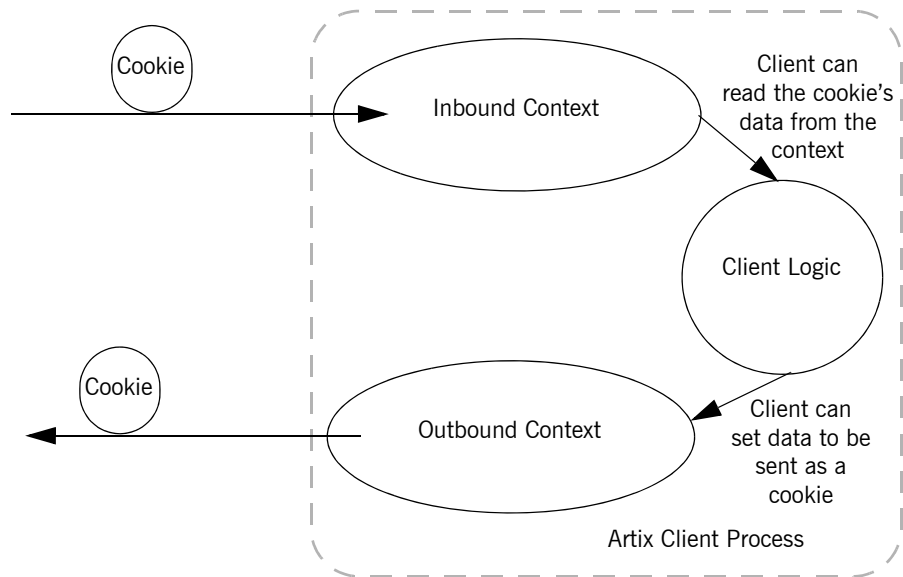 Cookie
Inbound Context
Client can
read the cookie's
data from the
context
Client Logic
Cookie
Outbound Context
Client can
set data to be
sent as a
cookie
Artix Client Process